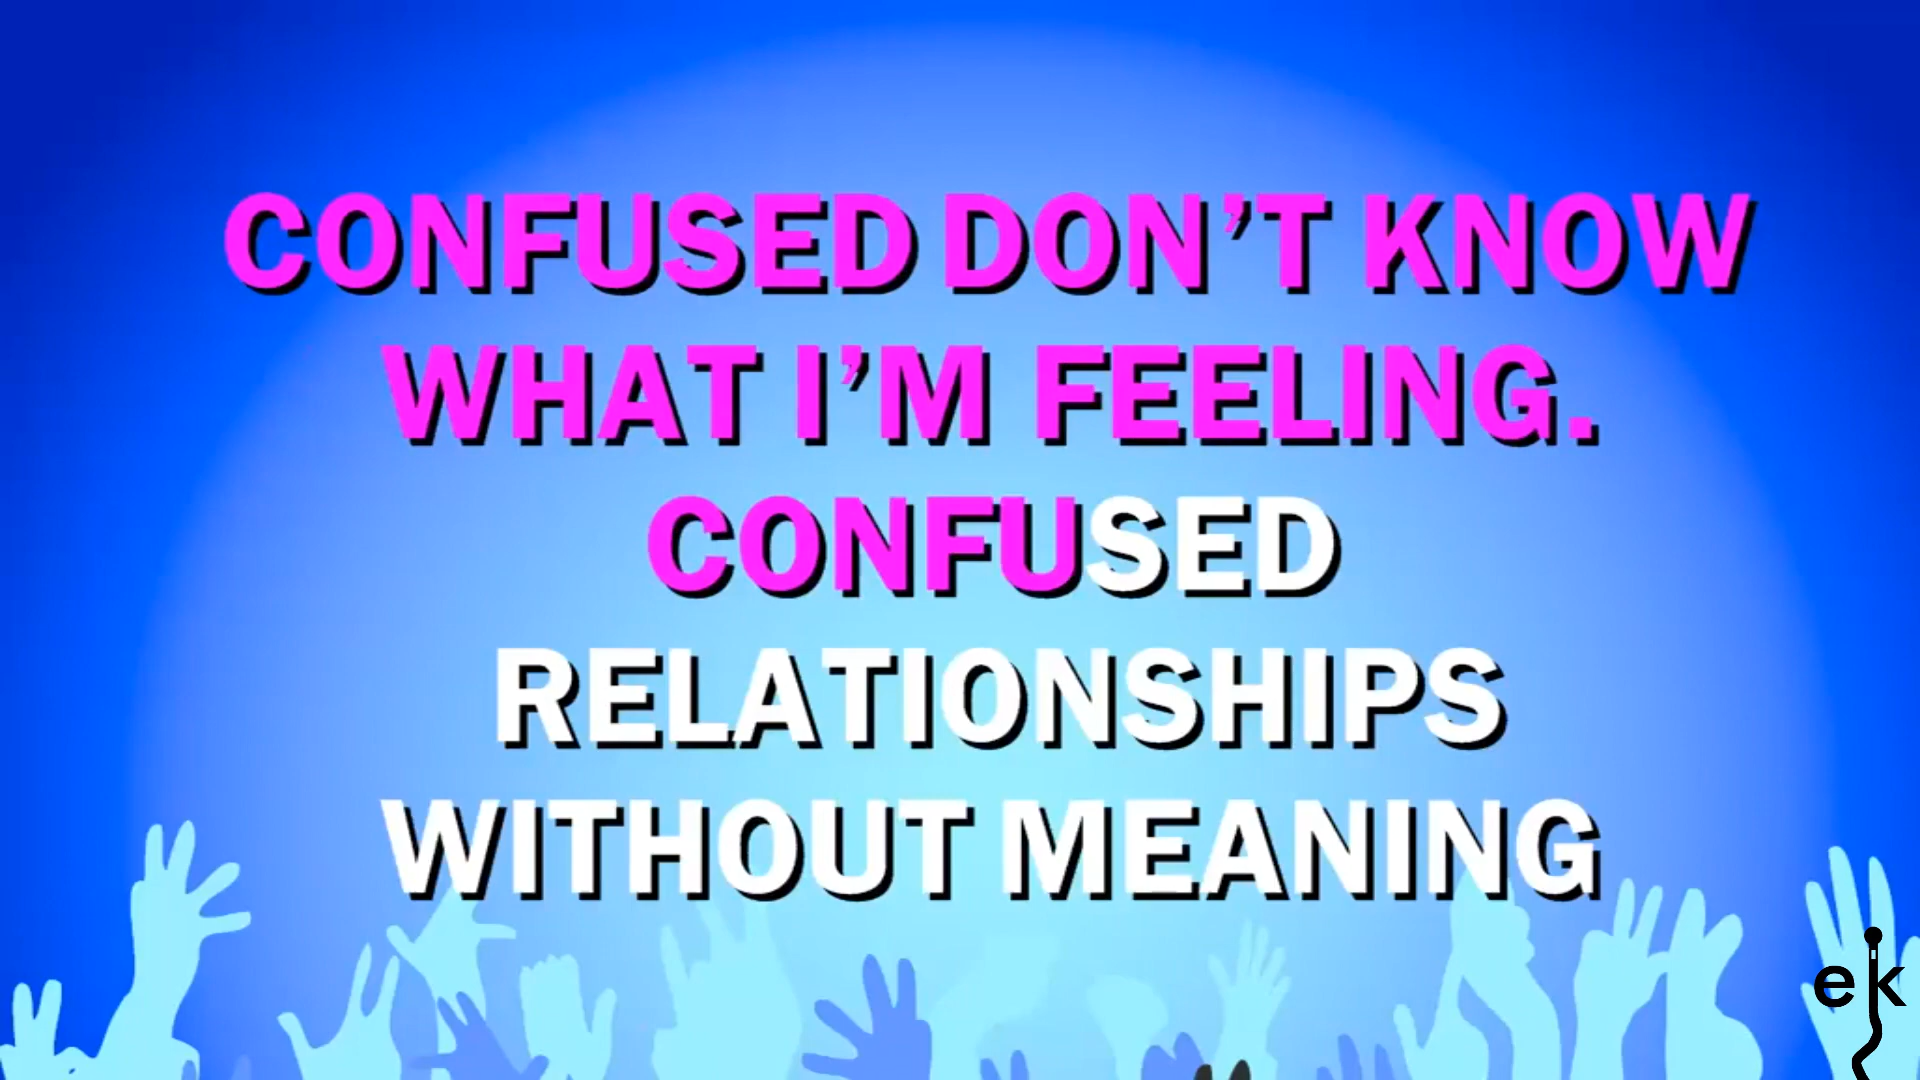 CONFUSED DON’T KNOW
WHAT I’M FEELING.
CONFUSED
RELATIONSHIPS
WITHOUT MEANING
ek